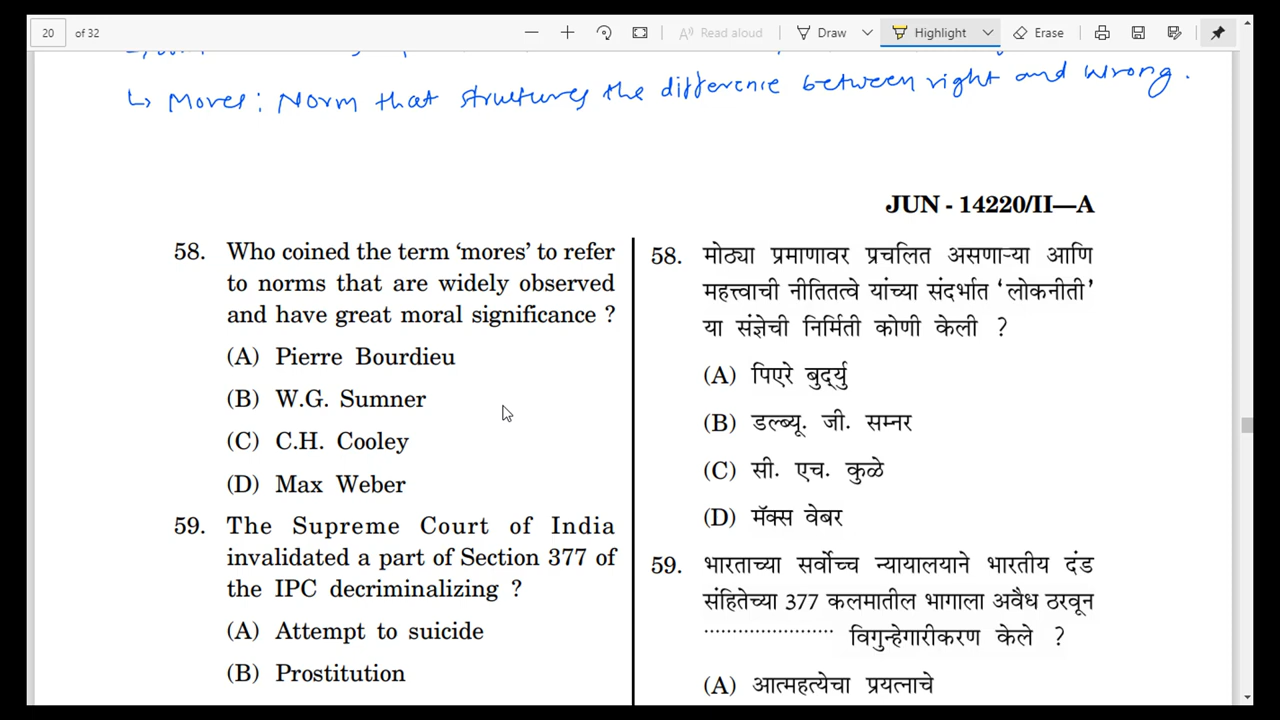 20 of 32
Read aloud
Draw
Highlight
Erase
↳ Mores: Norm that structures the difference between right and wrong.
JUN - 14220/II—A
58. Who coined the term ‘mores’ to refer
to norms that are widely observed
and have great moral significance ?
(A) Pierre Bourdieu
(B) W.G. Sumner
(C) C.H. Cooley
(D) Max Weber
59. The Supreme Court of India
invalidated a part of Section 377 of
the IPC decriminalizing ?
(A) Attempt to suicide
(B) Prostitution
58. मोठ्या प्रमाणावर प्रचलित असणाऱ्या आणि
महत्त्वाची नीतितत्वे यांच्या संदर्भात ‘लोकनीती’
या संज्ञेची निर्मिती कोणी केली ?
(A) पिएरे बुर्द्यु
(B) डल्ब्यू. जी. सम्नर
(C) सी. एच. कुळे
(D) मॅक्स वेबर
59. भारताच्या सर्वोच्च न्यायालयाने भारतीय दंड
संहितेच्या 377 कलमातील भागाला अवैध ठरवून
...................... विगुन्हेगारीकरण केले ?
(A) आत्महत्येचा प्रयत्नाचे